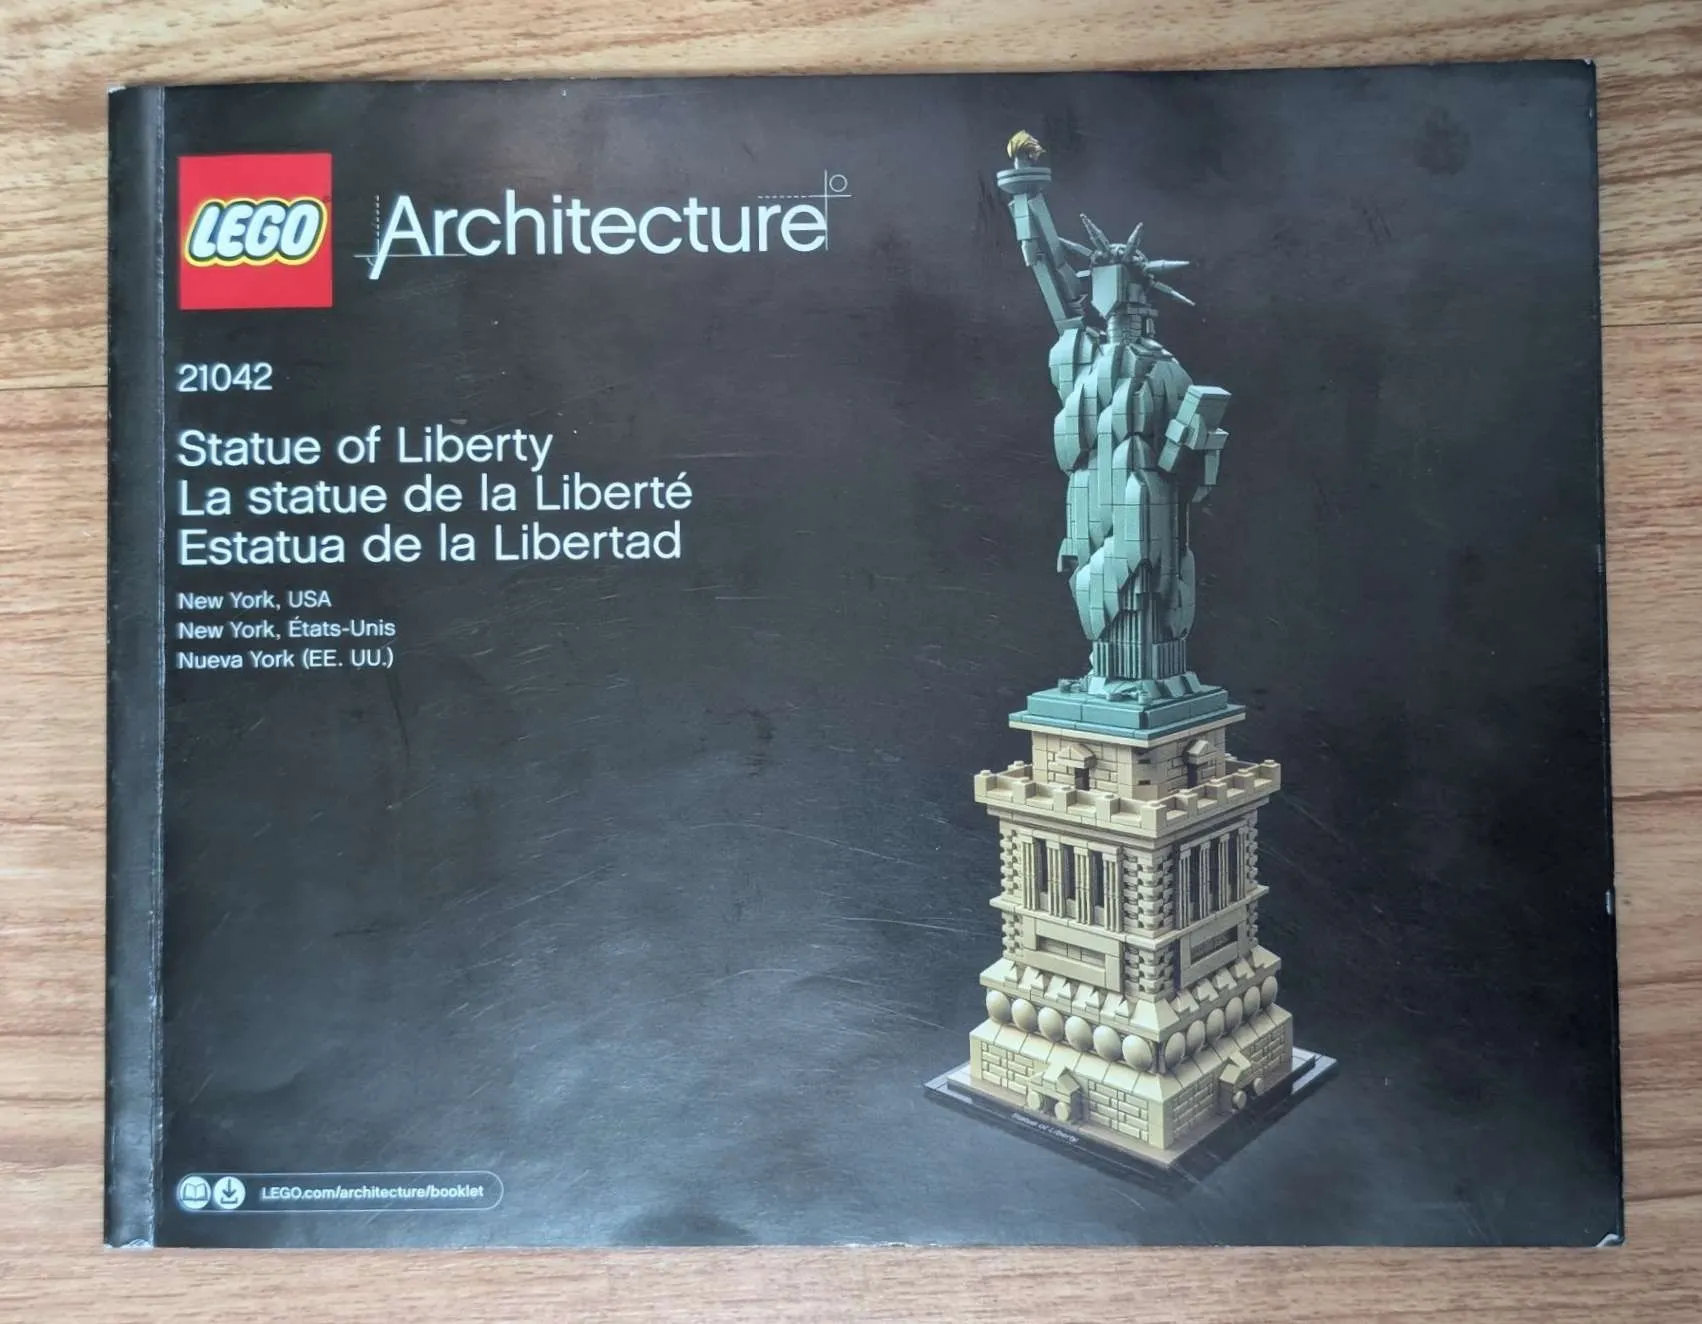 LEGO
Architecture
21042
Statue of Liberty
La statue de la Liberté
Estatua de la Libertad
New York, USA
New York, États-Unis
Nueva York (EE. UU.)
LEGO.com/architecture/booklet
Statue of Liberty